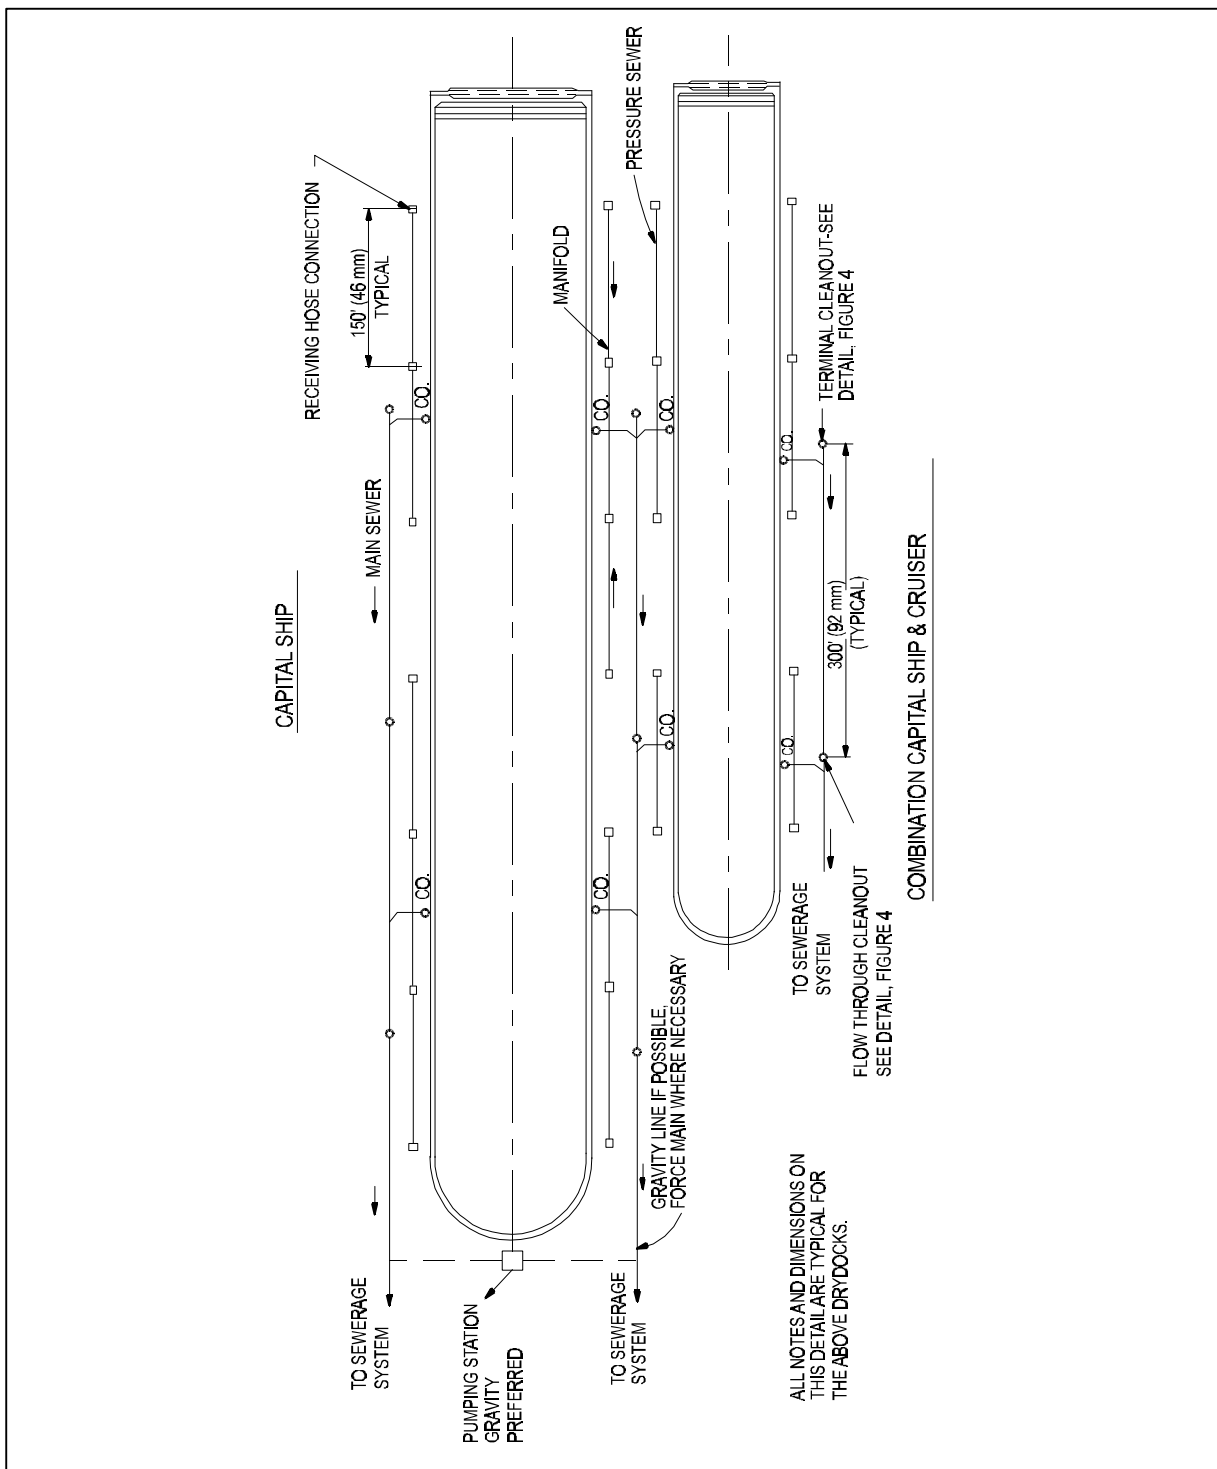 CAPITAL SHIP
RECEIVING HOSE CONNECTION
150' (46 mm)
TYPICAL
MAIN SEWER
CO.
CO.
TO SEWERAGE
SYSTEM
PUMPING STATION
GRAVITY
PREFERRED
MANIFOLD
PRESSURE SEWER
CO.
CO.
CO.
CO.
GRAVITY LINE IF POSSIBLE,
FORCE MAIN WHERE NECESSARY
TO SEWERAGE
SYSTEM
TERMINAL CLEANOUT-SEE
DETAIL, FIGURE 4
CO.
CO.
300' (92 mm)
(TYPICAL)
TO SEWERAGE
SYSTEM
FLOW THROUGH CLEANOUT
SEE DETAIL, FIGURE 4
COMBINATION CAPITAL SHIP & CRUISER
ALL NOTES AND DIMENSIONS ON
THIS DETAIL ARE TYPICAL FOR
THE ABOVE DRYDOCKS.